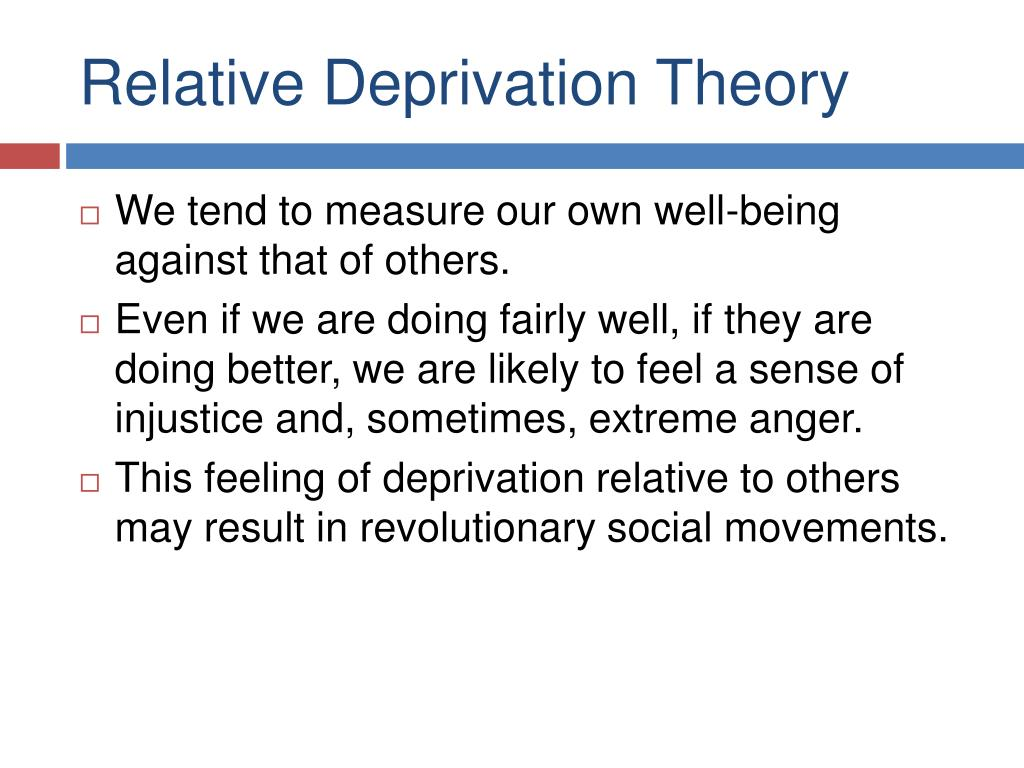 Relative Deprivation Theory
We tend to measure our own well-being
against that of others.
Even if we are doing fairly well, if they are
doing better, we are likely to feel a sense of
injustice and, sometimes, extreme anger.
This feeling of deprivation relative to others
may result in revolutionary social movements.